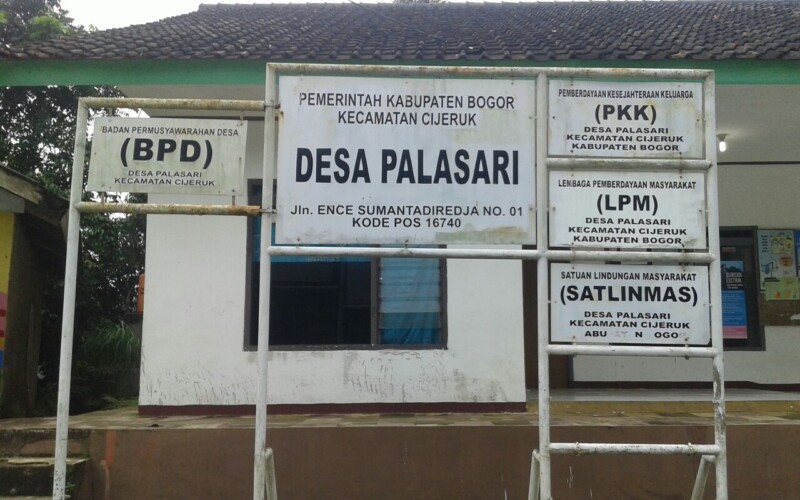 BADAN PERMUSYAWARAHAN DESA
(BPD)
DESA PALASARI
KECAMATAN CIJERUK
PEMERINTAH KABUPATEN BOGOR
KECAMATAN CIJERUK
DESA PALASARI
Jln. ENCE SUMANTADIREDJA NO. 01
KODE POS 16740
PEMBERDAYAAN KESEJAHTERAAN KELUARGA
(PKK)
DESA PALASARI
KECAMATAN CIJERUK
KABUPATEN BOGOR
LEMBAGA PEMBERDAYAAN MASYARAKAT
(LPM)
DESA PALASARI
KECAMATAN CIJERUK
KABUPATEN BOGOR
SATUAN LINDUNGAN MASYARAKAT
(SATLINMAS)
DESA PALASARI
KECAMATAN CIJERUK